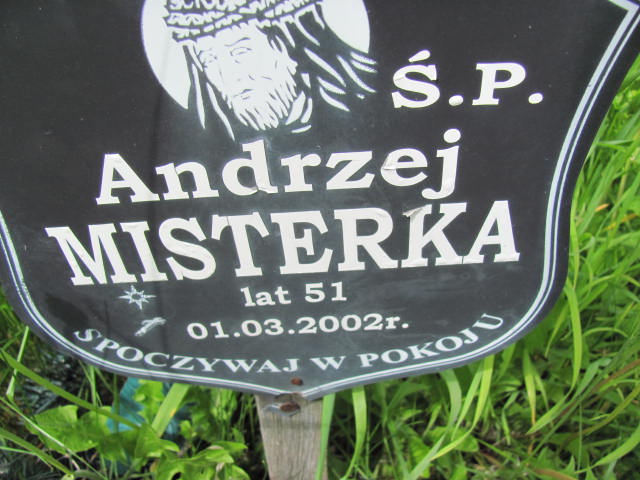 Ś.P.
Andrzej
MISTERKA
lat 51
01.03.2002r.
SPOCZYWAJ W POKOJU